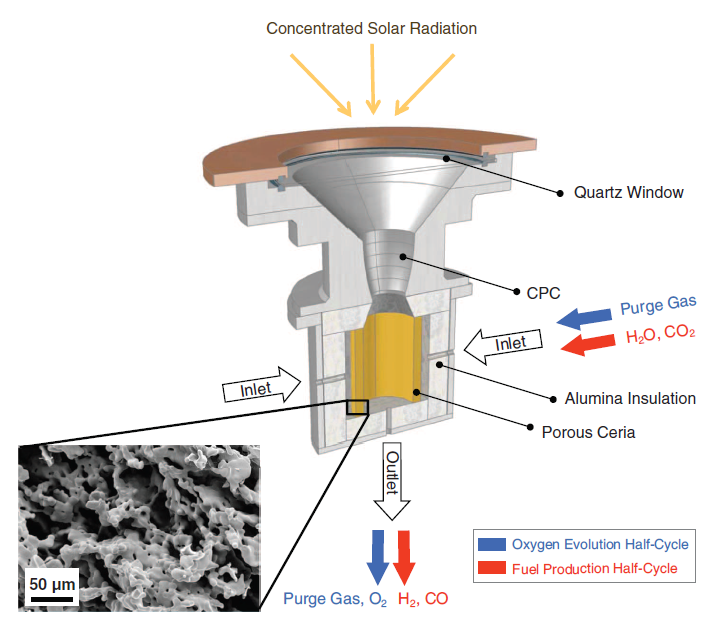 Concentrated Solar Radiation
Quartz Window
CPC
Purge Gas
H₂O, CO₂
Inlet
Inlet
Alumina Insulation
Porous Ceria
Outlet
50 µm
Oxygen Evolution Half-Cycle
Fuel Production Half-Cycle
Purge Gas, O₂ H₂, CO